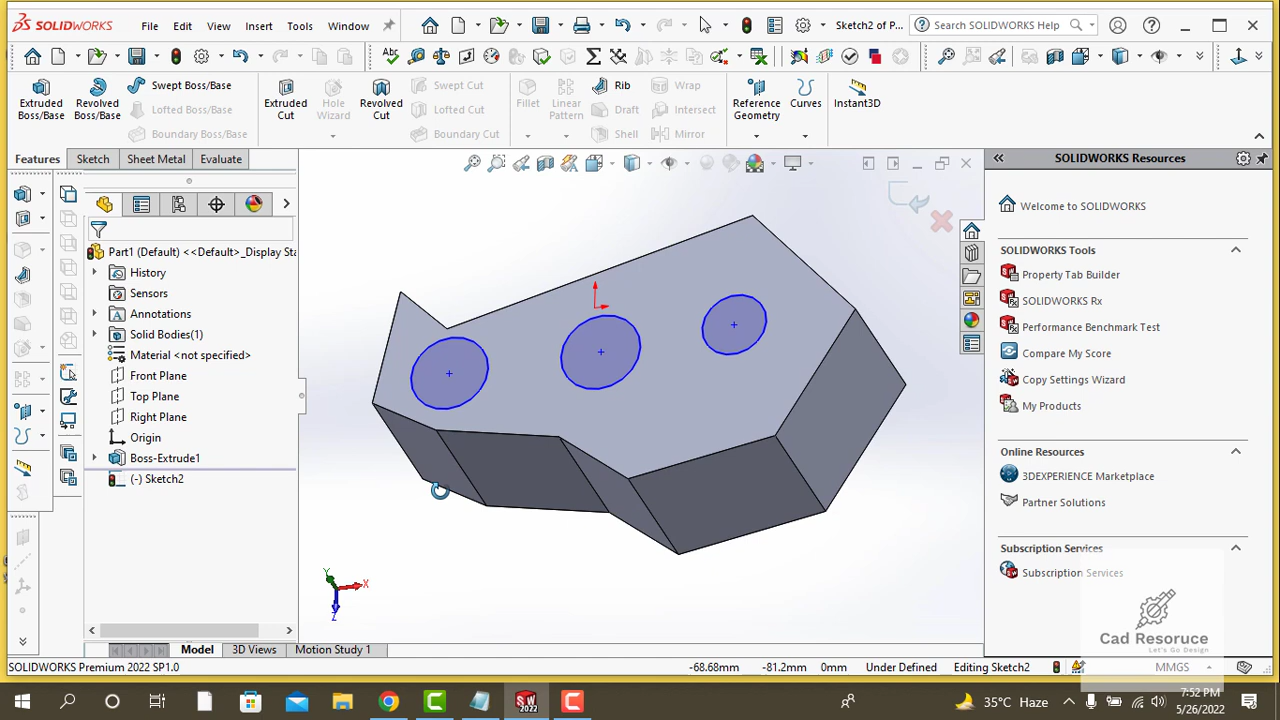 SOLIDWORKS File Edit View Insert Tools Window Sketch2 of P... Search SOLIDWORKS Help
Extruded Boss/Base
Revolved Boss/Base
Swept Boss/Base
Lofted Boss/Base
Boundary Boss/Base
Extruded Cut
Hole Wizard
Revolved Cut
Swept Cut
Lofted Cut
Boundary Cut
Fillet
Linear Pattern
Rib
Draft
Shell
Wrap
Intersect
Mirror
Reference Geometry
Curves
Instant3D
Features Sketch Sheet Metal Evaluate
Part1 (Default) <<Default>_Display Sta
History
Sensors
Annotations
Solid Bodies(1)
Material <not specified>
Front Plane
Top Plane
Right Plane
Origin
Boss-Extrude1
(-) Sketch2
Y
X
Z
SOLIDWORKS Resources
Welcome to SOLIDWORKS
SOLIDWORKS Tools
Property Tab Builder
SOLIDWORKS Rx
Performance Benchmark Test
Compare My Score
Copy Settings Wizard
My Products
Online Resources
3DEXPERIENCE Marketplace
Partner Solutions
Subscription Services
Subscription Services
Cad Resoruce
Let's Go Design
Model 3D Views Motion Study 1
SOLIDWORKS Premium 2022 SP1.0 -68.68mm -81.2mm 0mm Under Defined Editing Sketch2 MMGS
35°C Haze
7:52 PM
5/26/2022